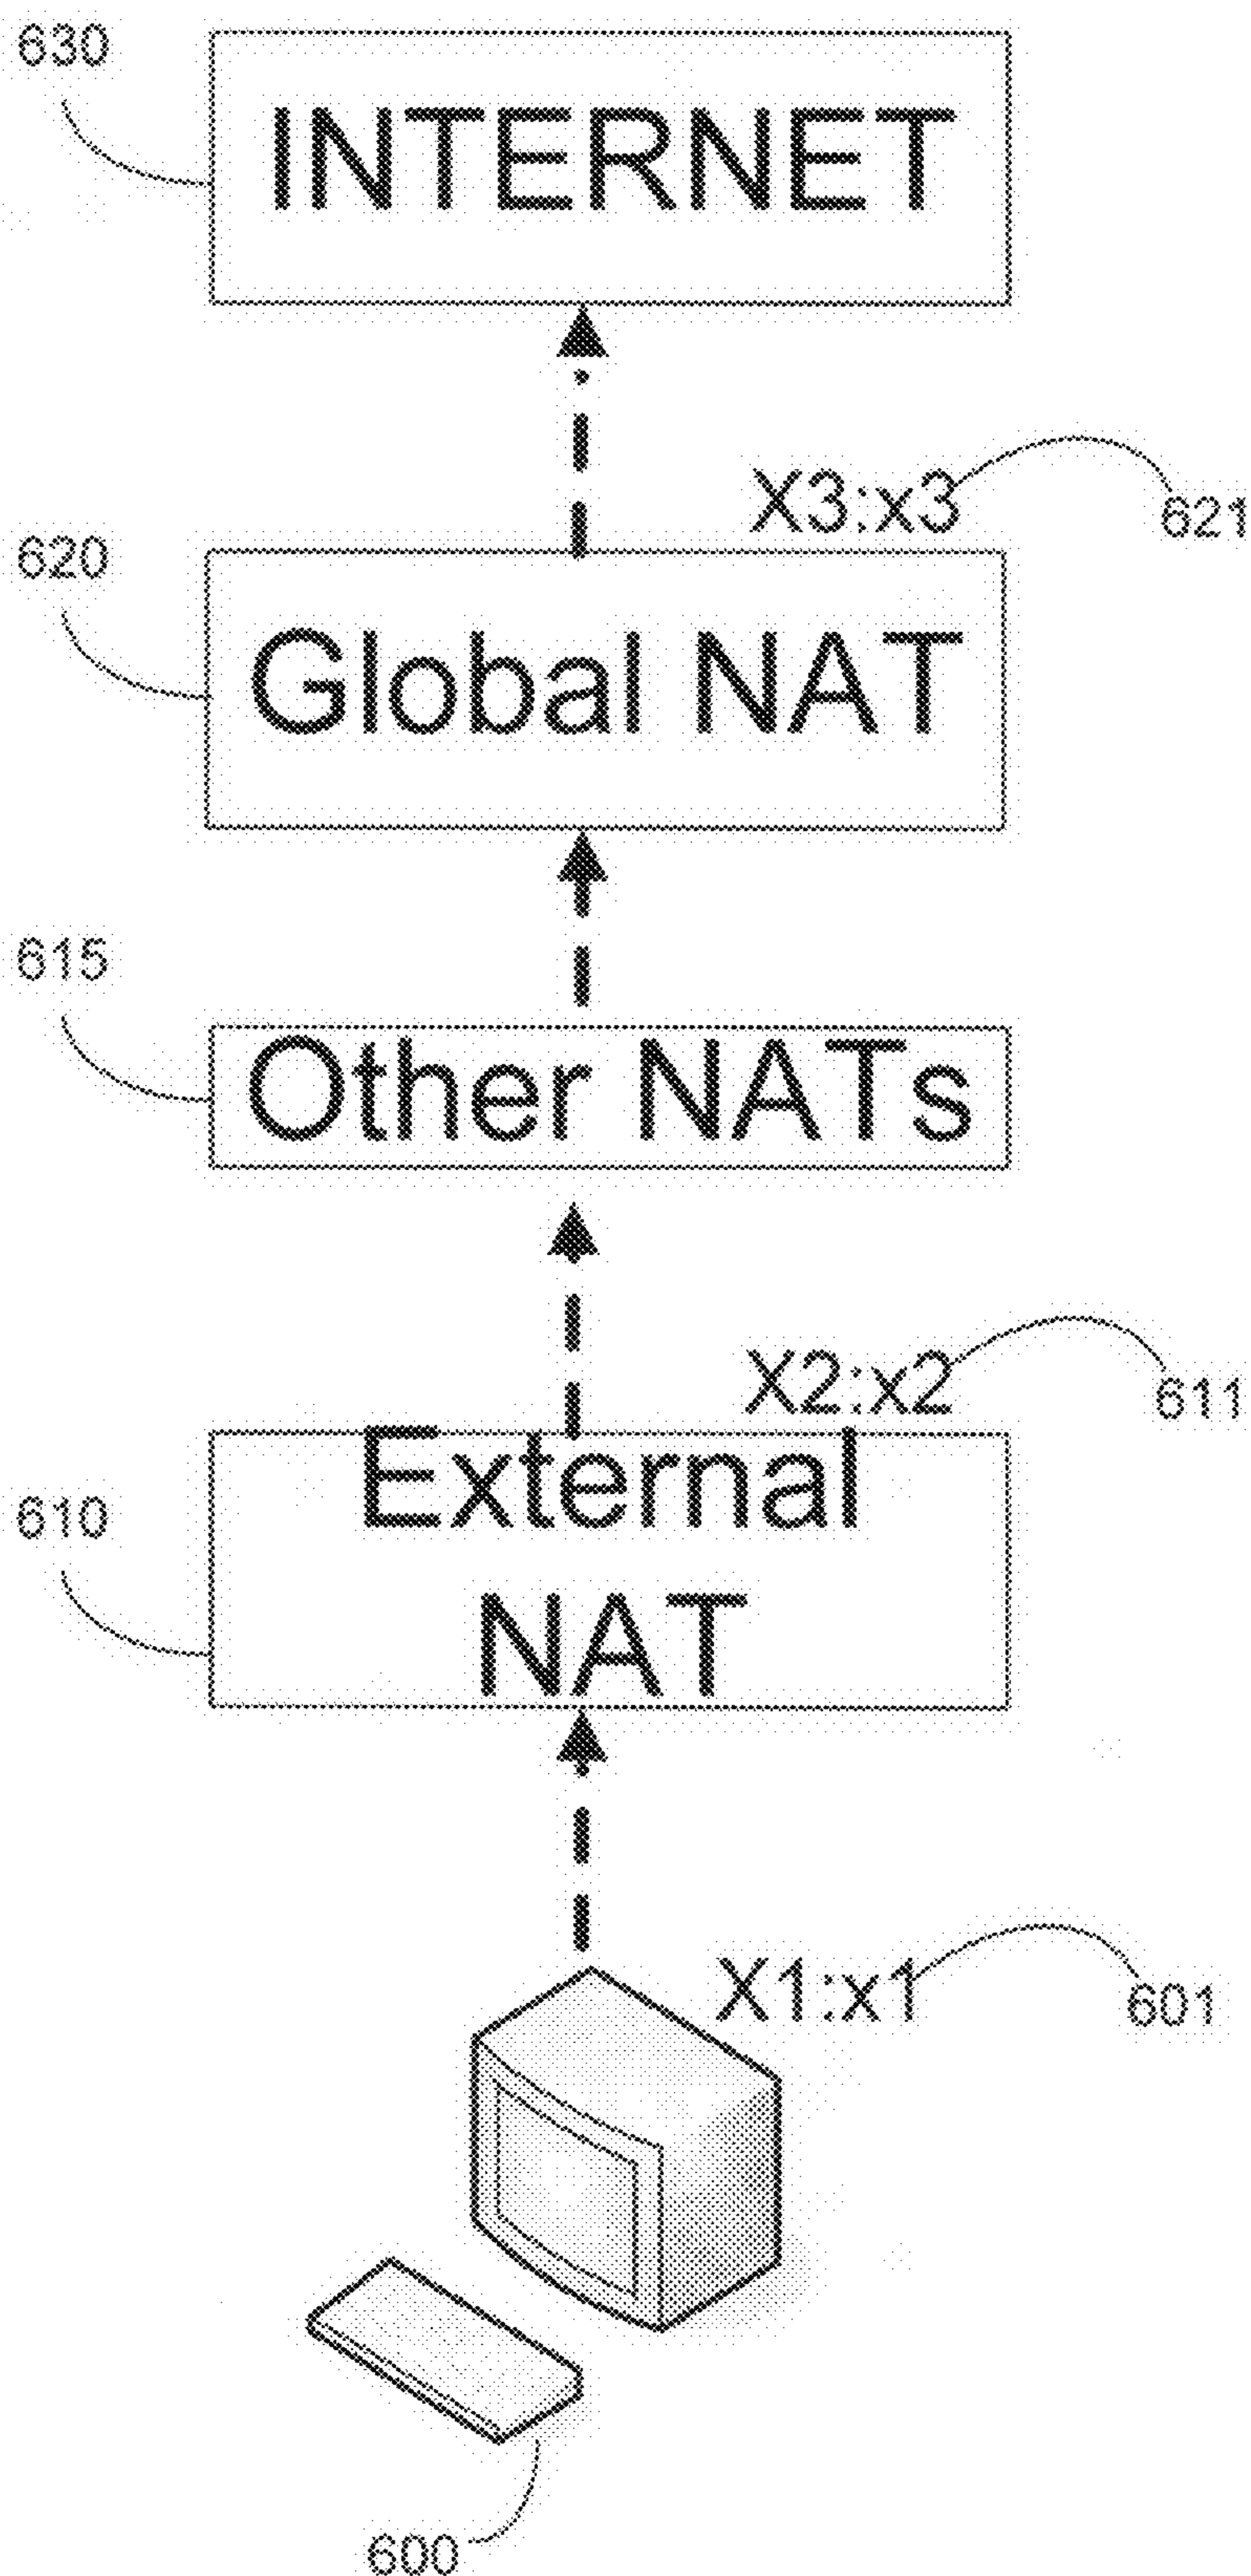 630
INTERNET
X3:x3
621
620
Global NAT
615
Other NATs
X2:x2
611
External
NAT
610
X1:x1
601
600